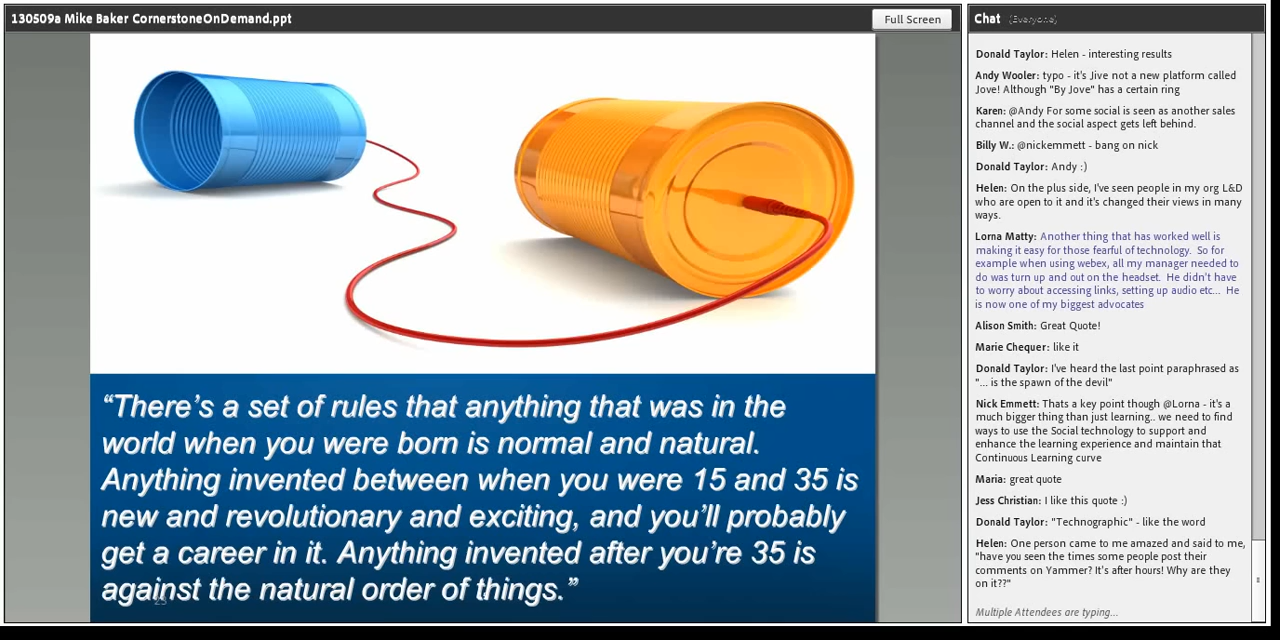 130509a Mike Baker CornerstoneOnDemand.ppt
Full Screen
“There’s a set of rules that anything that was in the
world when you were born is normal and natural.
Anything invented between when you were 15 and 35 is
new and revolutionary and exciting, and you’ll probably
get a career in it. Anything invented after you’re 35 is
against the natural order of things.”
23
Chat (Everyone)
Donald Taylor: Helen - interesting results
Andy Wooler: typo - it's Jive not a new platform called
Jove! Although "By Jove" has a certain ring
Karen: @Andy For some social is seen as another sales
channel and the social aspect gets left behind.
Billy W.: @nickemmett - bang on nick
Donald Taylor: Andy :)
Helen: On the plus side, I've seen people in my org L&D
who are open to it and it's changed their views in many
ways.
Lorna Matty: Another thing that has worked well is
making it easy for those fearful of technology. So for
example when using webex, all my manager needed to
do was turn up and out on the headset. He didn't have
to worry about accessing links, setting up audio etc... He
is now one of my biggest advocates
Alison Smith: Great Quote!
Marie Chequer: like it
Donald Taylor: I've heard the last point paraphrased as
"... is the spawn of the devil"
Nick Emmett: Thats a key point though @Lorna - it's a
much bigger thing than just learning.. we need to find
ways to use the Social technology to support and
enhance the learning experience and maintain that
Continuous Learning curve
Maria: great quote
Jess Christian: I like this quote :)
Donald Taylor: "Technographic" - like the word
Helen: One person came to me amazed and said to me,
"have you seen the times some people post their
comments on Yammer? It's after hours! Why are they
on it??"
Multiple Attendees are typing...